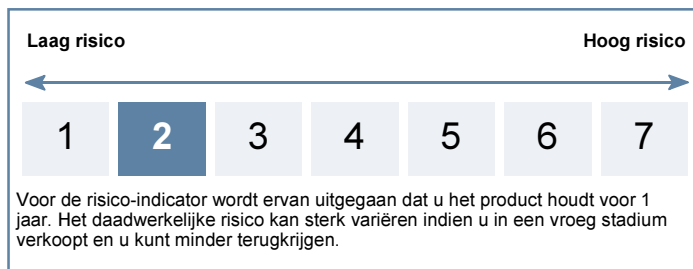 Laag risico Hoog risico
1 2 3 4 5 6 7
Voor de risico-indicator wordt ervan uitgegaan dat u het product houdt voor 1
jaar. Het daadwerkelijke risico kan sterk variëren indien u in een vroeg stadium
verkoopt en u kunt minder terugkrijgen.